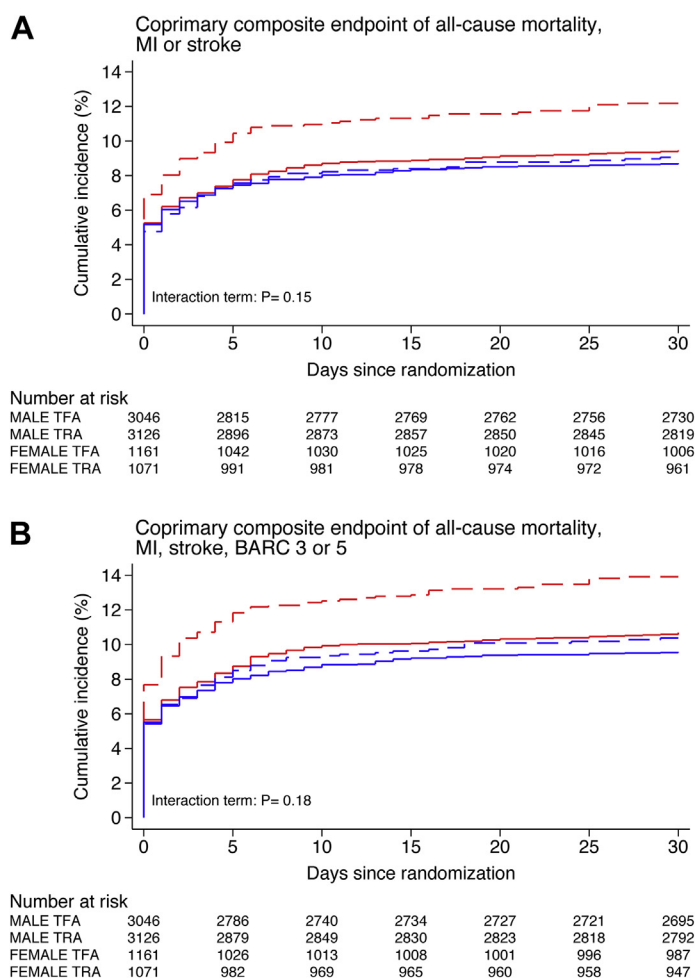 A
Coprimary composite endpoint of all-cause mortality,
MI or stroke
14
12
10
8
6
4
2
0
Cumulative incidence (%)
Interaction term: P= 0.15
0 5 10 15 20 25 30
Days since randomization
Number at risk
MALE TFA 3046 2815 2777 2769 2762 2756 2730
MALE TRA 3126 2896 2873 2857 2850 2845 2819
FEMALE TFA 1161 1042 1030 1025 1020 1016 1006
FEMALE TRA 1071 991 981 978 974 972 961
B
Coprimary composite endpoint of all-cause mortality,
MI, stroke, BARC 3 or 5
14
12
10
8
6
4
2
0
Cumulative incidence (%)
Interaction term: P= 0.18
0 5 10 15 20 25 30
Days since randomization
Number at risk
MALE TFA 3046 2786 2740 2734 2727 2721 2695
MALE TRA 3126 2879 2849 2830 2823 2818 2792
FEMALE TFA 1161 1026 1013 1008 1001 996 987
FEMALE TRA 1071 982 969 965 960 958 947